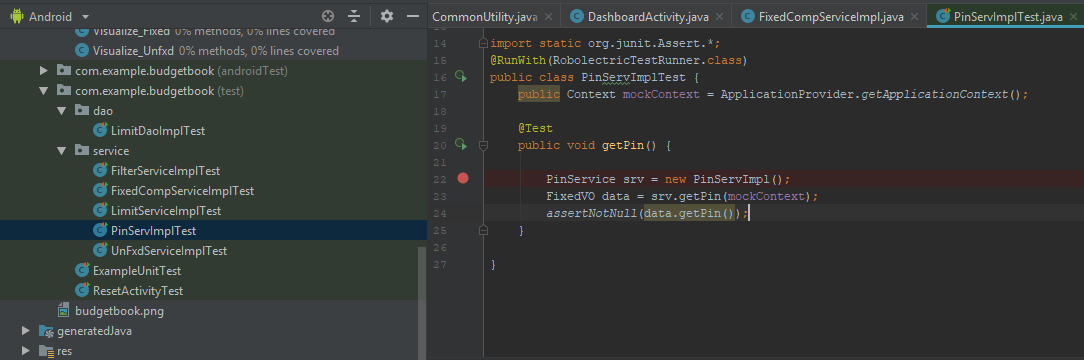 Android
Visualize_Fixed 0% methods, 0% lines covered
Visualize_Unfxd 0% methods, 0% lines covered
com.example.budgetbook (androidTest)
com.example.budgetbook (test)
dao
LimitDaoImplTest
service
FilterServiceImplTest
FixedCompServiceImplTest
LimitServiceImplTest
PinServImplTest
UnFxdServiceImplTest
ExampleUnitTest
ResetActivityTest
budgetbook.png
generatedJava
res
CommonUtility.java
DashboardActivity.java
FixedCompServiceImpl.java
PinServImplTest.java
14 import static org.junit.Assert.*;
15 @RunWith(RobolectricTestRunner.class)
16 public class PinServImplTest {
17 public Context mockContext = ApplicationProvider.getApplicationContext();
18
19 @Test
20 public void getPin() {
21
22 PinService srv = new PinServImpl();
23 FixedVO data = srv.getPin(mockContext);
24 assertNotNull(data.getPin());
25 }
26
27 }